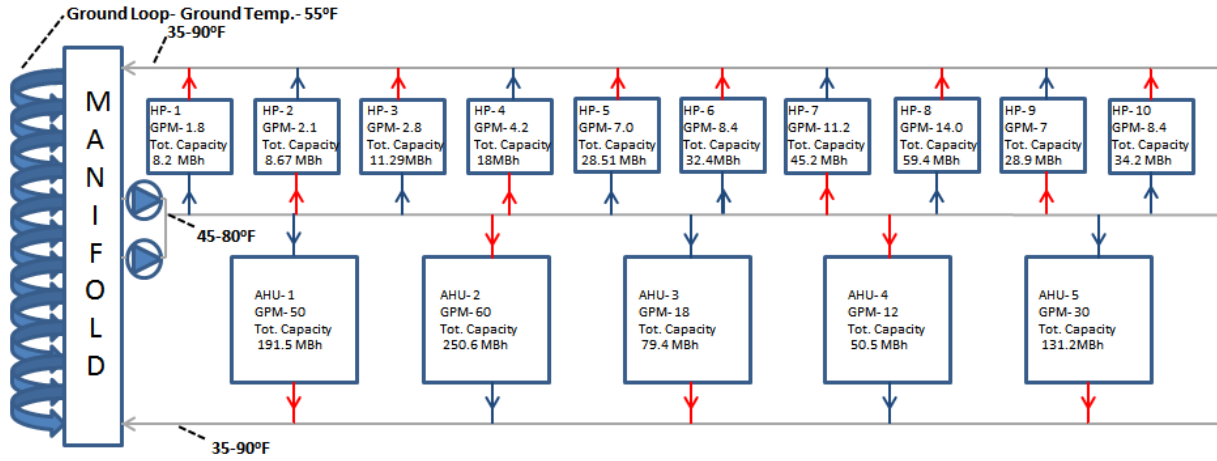 Ground Loop- Ground Temp.- 55ºF
35-90ºF
MANIFOLD
HP- 1
GPM- 1.8
Tot. Capacity
8.2 MBh
HP- 2
GPM- 2.1
Tot. Capacity
8.67 MBh
HP- 3
GPM- 2.8
Tot. Capacity
11.29MBh
HP- 4
GPM- 4.2
Tot. Capacity
18MBh
HP- 5
GPM- 7.0
Tot. Capacity
28.51 MBh
HP- 6
GPM- 8.4
Tot. Capacity
32.4MBh
HP- 7
GPM- 11.2
Tot. Capacity
45.2 MBh
HP- 8
GPM- 14.0
Tot. Capacity
59.4 MBh
HP- 9
GPM- 7
Tot. Capacity
28.9 MBh
HP- 10
GPM- 8.4
Tot. Capacity
34.2 MBh
45-80ºF
AHU- 1
GPM- 50
Tot. Capacity
191.5 MBh
AHU- 2
GPM- 60
Tot. Capacity
250.6 MBh
AHU- 3
GPM- 18
Tot. Capacity
79.4 MBh
AHU- 4
GPM- 12
Tot. Capacity
50.5 MBh
AHU- 5
GPM- 30
Tot. Capacity
131.2MBh
35-90ºF